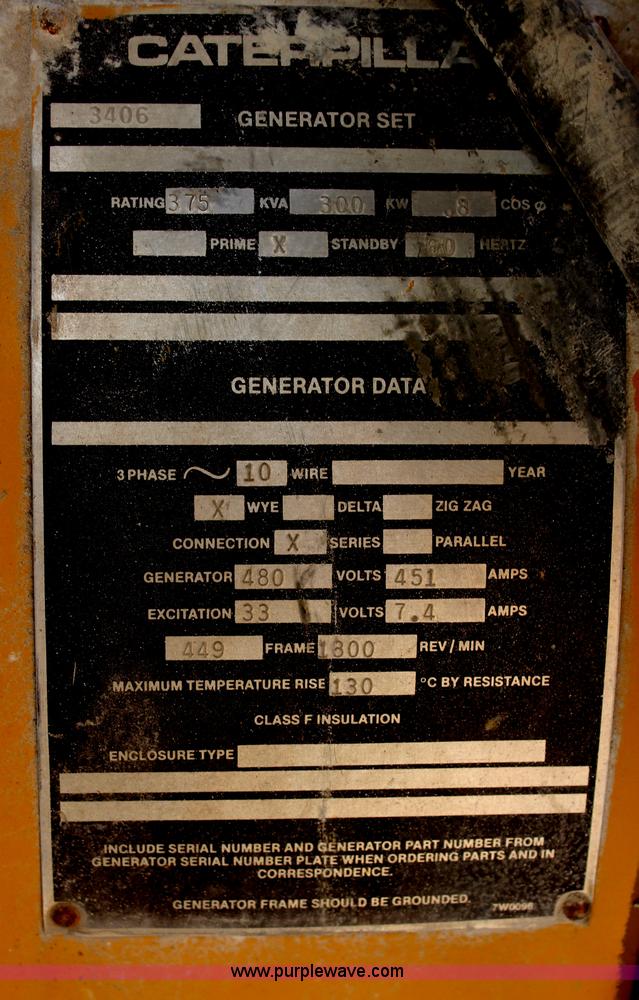 CATERPILLA
3406 GENERATOR SET
RATING 375 KVA 300 KW .8 COS φ
PRIME X STANDBY 60 HERTZ
GENERATOR DATA
3 PHASE 10 WIRE YEAR
X WYE DELTA ZIG ZAG
CONNECTION X SERIES PARALLEL
GENERATOR 480 VOLTS 451 AMPS
EXCITATION 33 VOLTS 7.4 AMPS
449 FRAME 1800 REV/MIN
MAXIMUM TEMPERATURE RISE 130 °C BY RESISTANCE
CLASS F INSULATION
ENCLOSURE TYPE
INCLUDE SERIAL NUMBER AND GENERATOR PART NUMBER FROM
GENERATOR SERIAL NUMBER PLATE WHEN ORDERING PARTS AND IN
CORRESPONDENCE.
GENERATOR FRAME SHOULD BE GROUNDED. 7W0098
www.purplewave.com